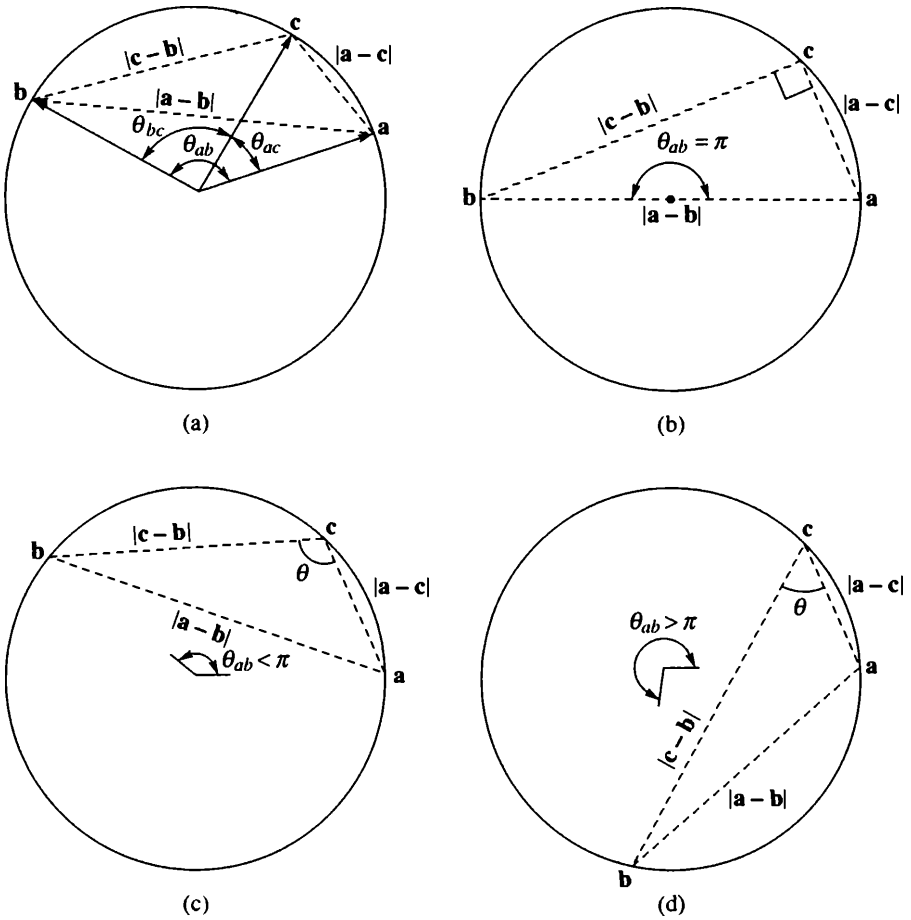 c
|c – b|
|a – c|
b
|a – b|
a
θbc
θab
θac
(a)
c
|c – b|
|a – c|
θab = π
b
|a – b|
a
(b)
c
|c – b|
b
θ
|a – c|
|a – b|
θab < π
a
(c)
c
|a – c|
θ
θab > π
a
|c – b|
|a – b|
b
(d)